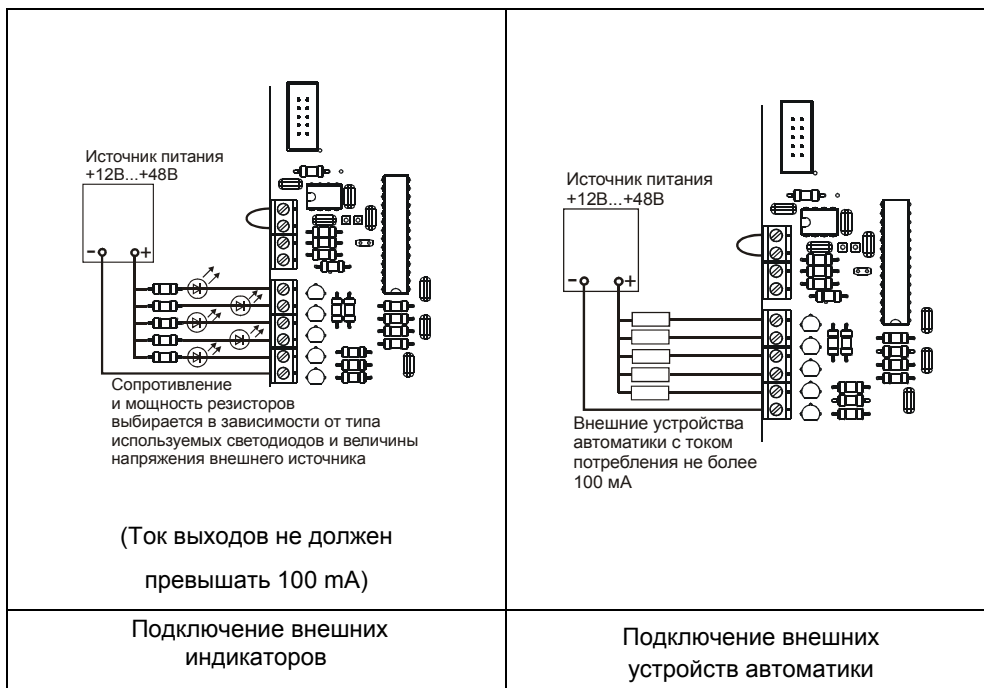 Источник питания
+12В...+48В
- +
Сопротивление
и мощность резисторов
выбирается в зависимости от типа
используемых светодиодов и величины
напряжения внешнего источника
(Ток выходов не должен
превышать 100 mA)
Подключение внешних
индикаторов
Источник питания
+12В...+48В
- +
Внешние устройства
автоматики с током
потребления не более
100 мА
Подключение внешних
устройств автоматики